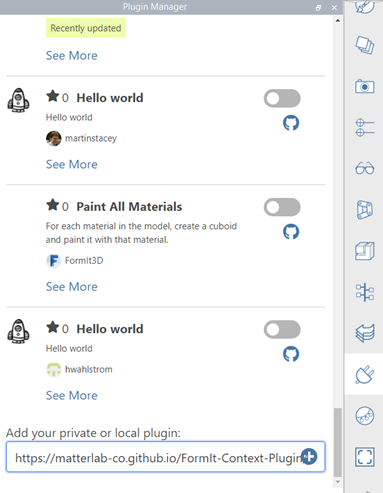 Plugin Manager
Recently updated
See More
★ 0 Hello world
Hello world
martinstacey
See More
★ 0 Paint All Materials
For each material in the model, create a cuboid
and paint it with that material.
FormIt3D
See More
★ 0 Hello world
Hello world
hwahlstrom
See More
Add your private or local plugin:
https://matterlab-co.github.io/FormIt-Context-Plugin